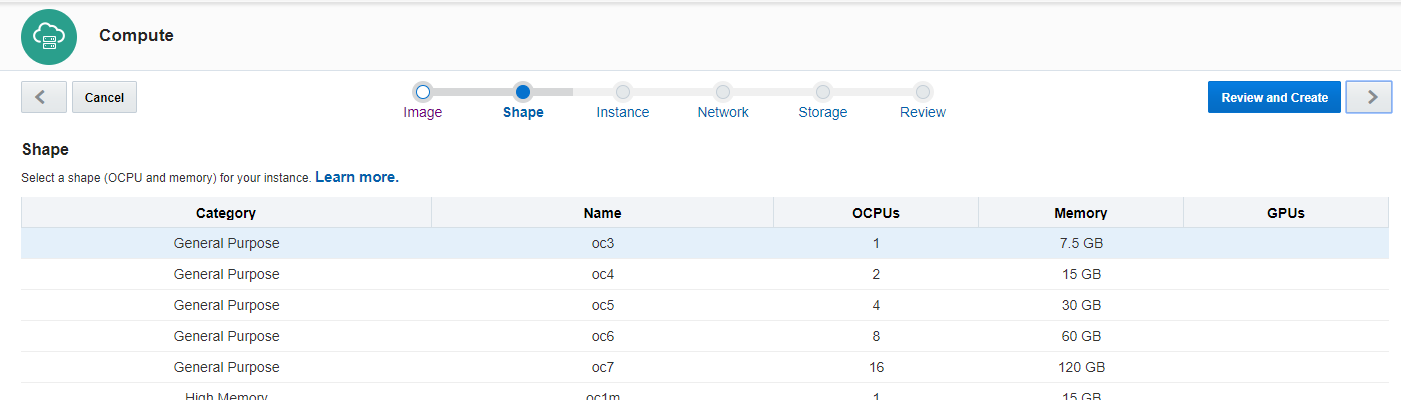 Compute
Cancel
Image Shape Instance Network Storage Review
Review and Create
Shape
Select a shape (OCPU and memory) for your instance. Learn more.
Category Name OCPUs Memory GPUs
General Purpose oc3 1 7.5 GB
General Purpose oc4 2 15 GB
General Purpose oc5 4 30 GB
General Purpose oc6 8 60 GB
General Purpose oc7 16 120 GB
High Memory oc1m 1 15 GB